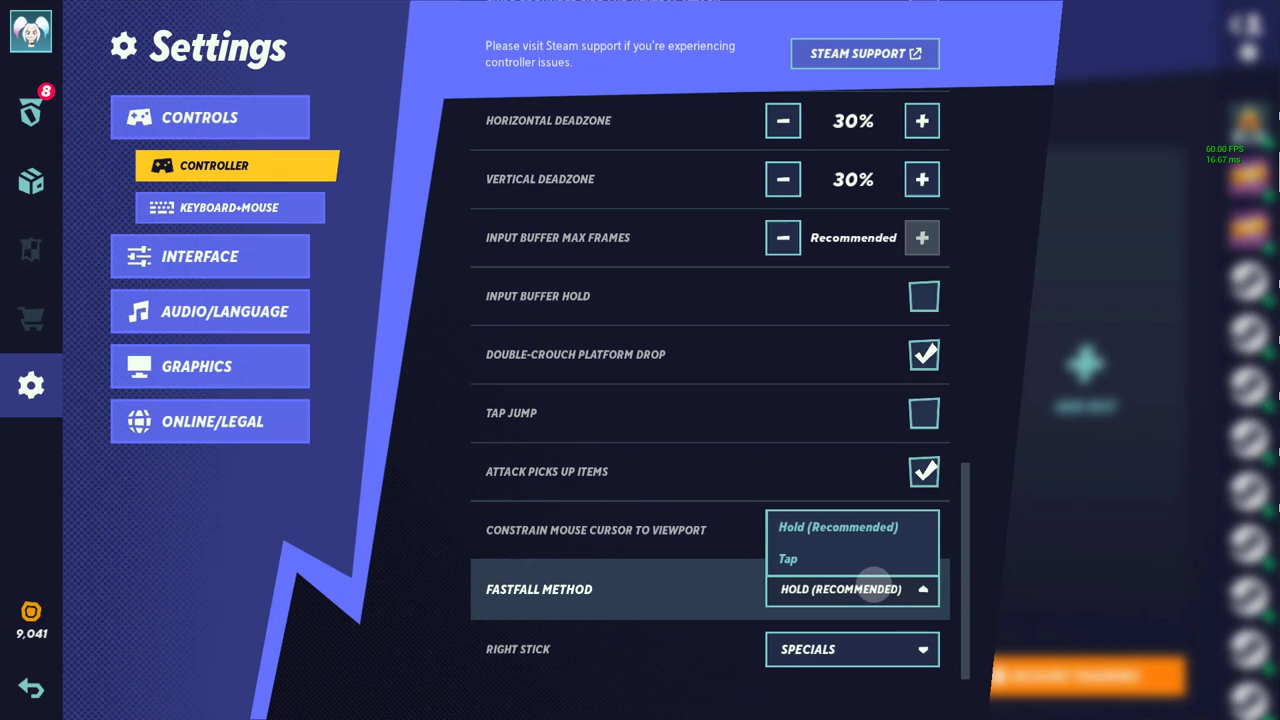 Settings
Please visit Steam support if you're experiencing
controller issues.
STEAM SUPPORT
8
CONTROLS
CONTROLLER
KEYBOARD+MOUSE
INTERFACE
AUDIO/LANGUAGE
GRAPHICS
ONLINE/LEGAL
9,041
HORIZONTAL DEADZONE
30%
VERTICAL DEADZONE
30%
INPUT BUFFER MAX FRAMES
Recommended
INPUT BUFFER HOLD
DOUBLE-CROUCH PLATFORM DROP
TAP JUMP
ATTACK PICKS UP ITEMS
CONSTRAIN MOUSE CURSOR TO VIEWPORT
Hold (Recommended)
Tap
FASTFALL METHOD
HOLD (RECOMMENDED)
RIGHT STICK
SPECIALS
60.00 FPS
16.67 ms